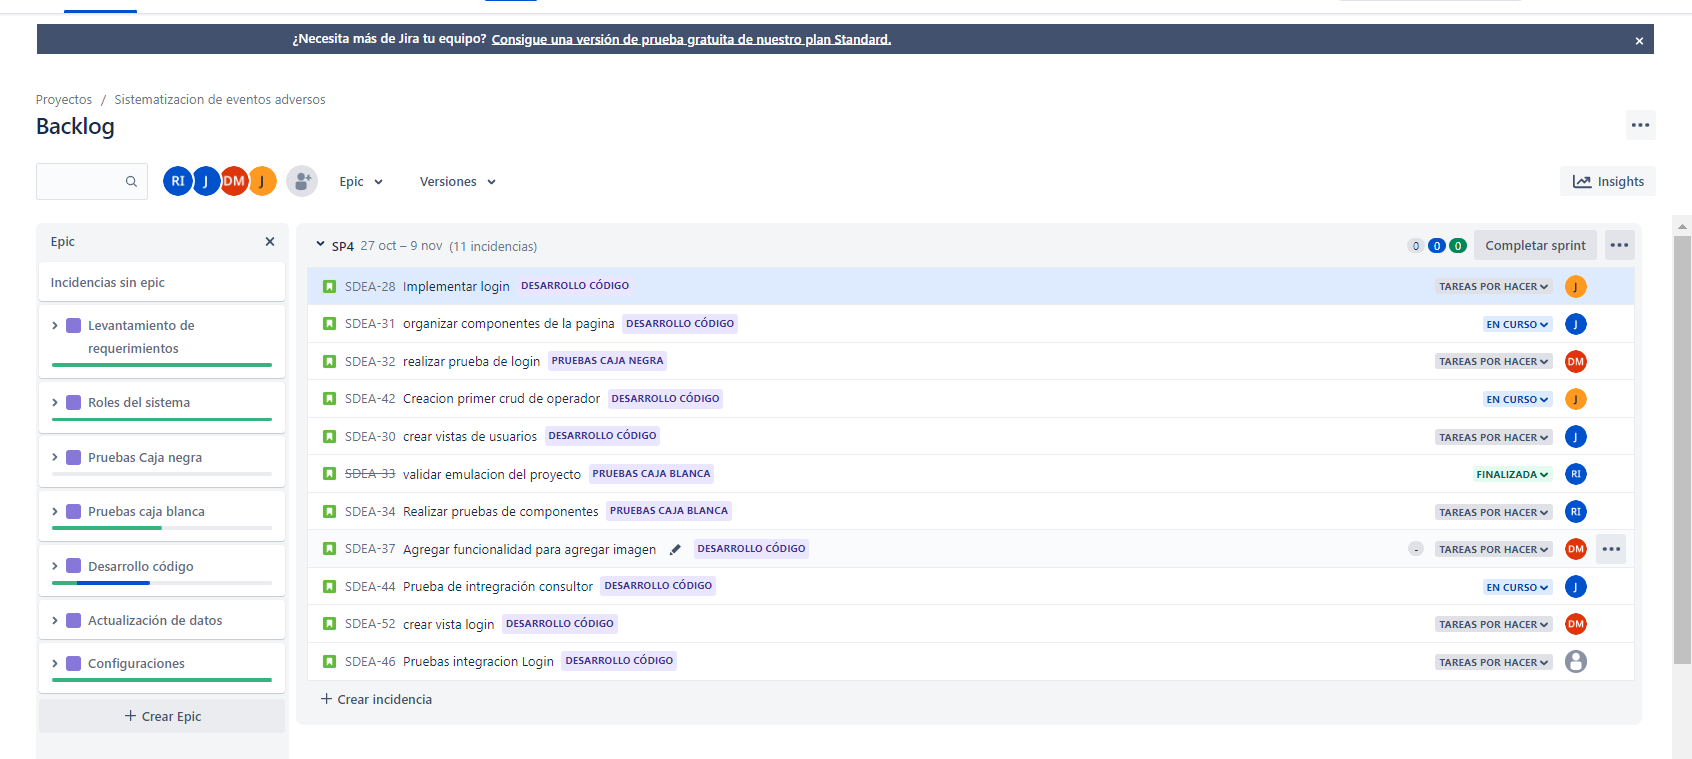 ¿Necesita más de Jira tu equipo? Consigue una versión de prueba gratuita de nuestro plan Standard.
Proyectos / Sistematizacion de eventos adversos
Backlog
RI J DM J Epic Versiones Insights
Epic
Incidencias sin epic
Levantamiento de
requerimientos
Roles del sistema
Pruebas Caja negra
Pruebas caja blanca
Desarrollo código
Actualización de datos
Configuraciones
+ Crear Epic
SP4 27 oct – 9 nov (11 incidencias) 0 0 0 Completar sprint
SDEA-28 Implementar login DESARROLLO CÓDIGO TAREAS POR HACER J
SDEA-31 organizar componentes de la pagina DESARROLLO CÓDIGO EN CURSO J
SDEA-32 realizar prueba de login PRUEBAS CAJA NEGRA TAREAS POR HACER DM
SDEA-42 Creacion primer crud de operador DESARROLLO CÓDIGO EN CURSO J
SDEA-30 crear vistas de usuarios DESARROLLO CÓDIGO TAREAS POR HACER J
SDEA-33 validar emulacion del proyecto PRUEBAS CAJA BLANCA FINALIZADA RI
SDEA-34 Realizar pruebas de componentes PRUEBAS CAJA BLANCA TAREAS POR HACER RI
SDEA-37 Agregar funcionalidad para agregar imagen DESARROLLO CÓDIGO - TAREAS POR HACER DM
SDEA-44 Prueba de intregración consultor DESARROLLO CÓDIGO EN CURSO J
SDEA-52 crear vista login DESARROLLO CÓDIGO TAREAS POR HACER DM
SDEA-46 Pruebas integracion Login DESARROLLO CÓDIGO TAREAS POR HACER
+ Crear incidencia